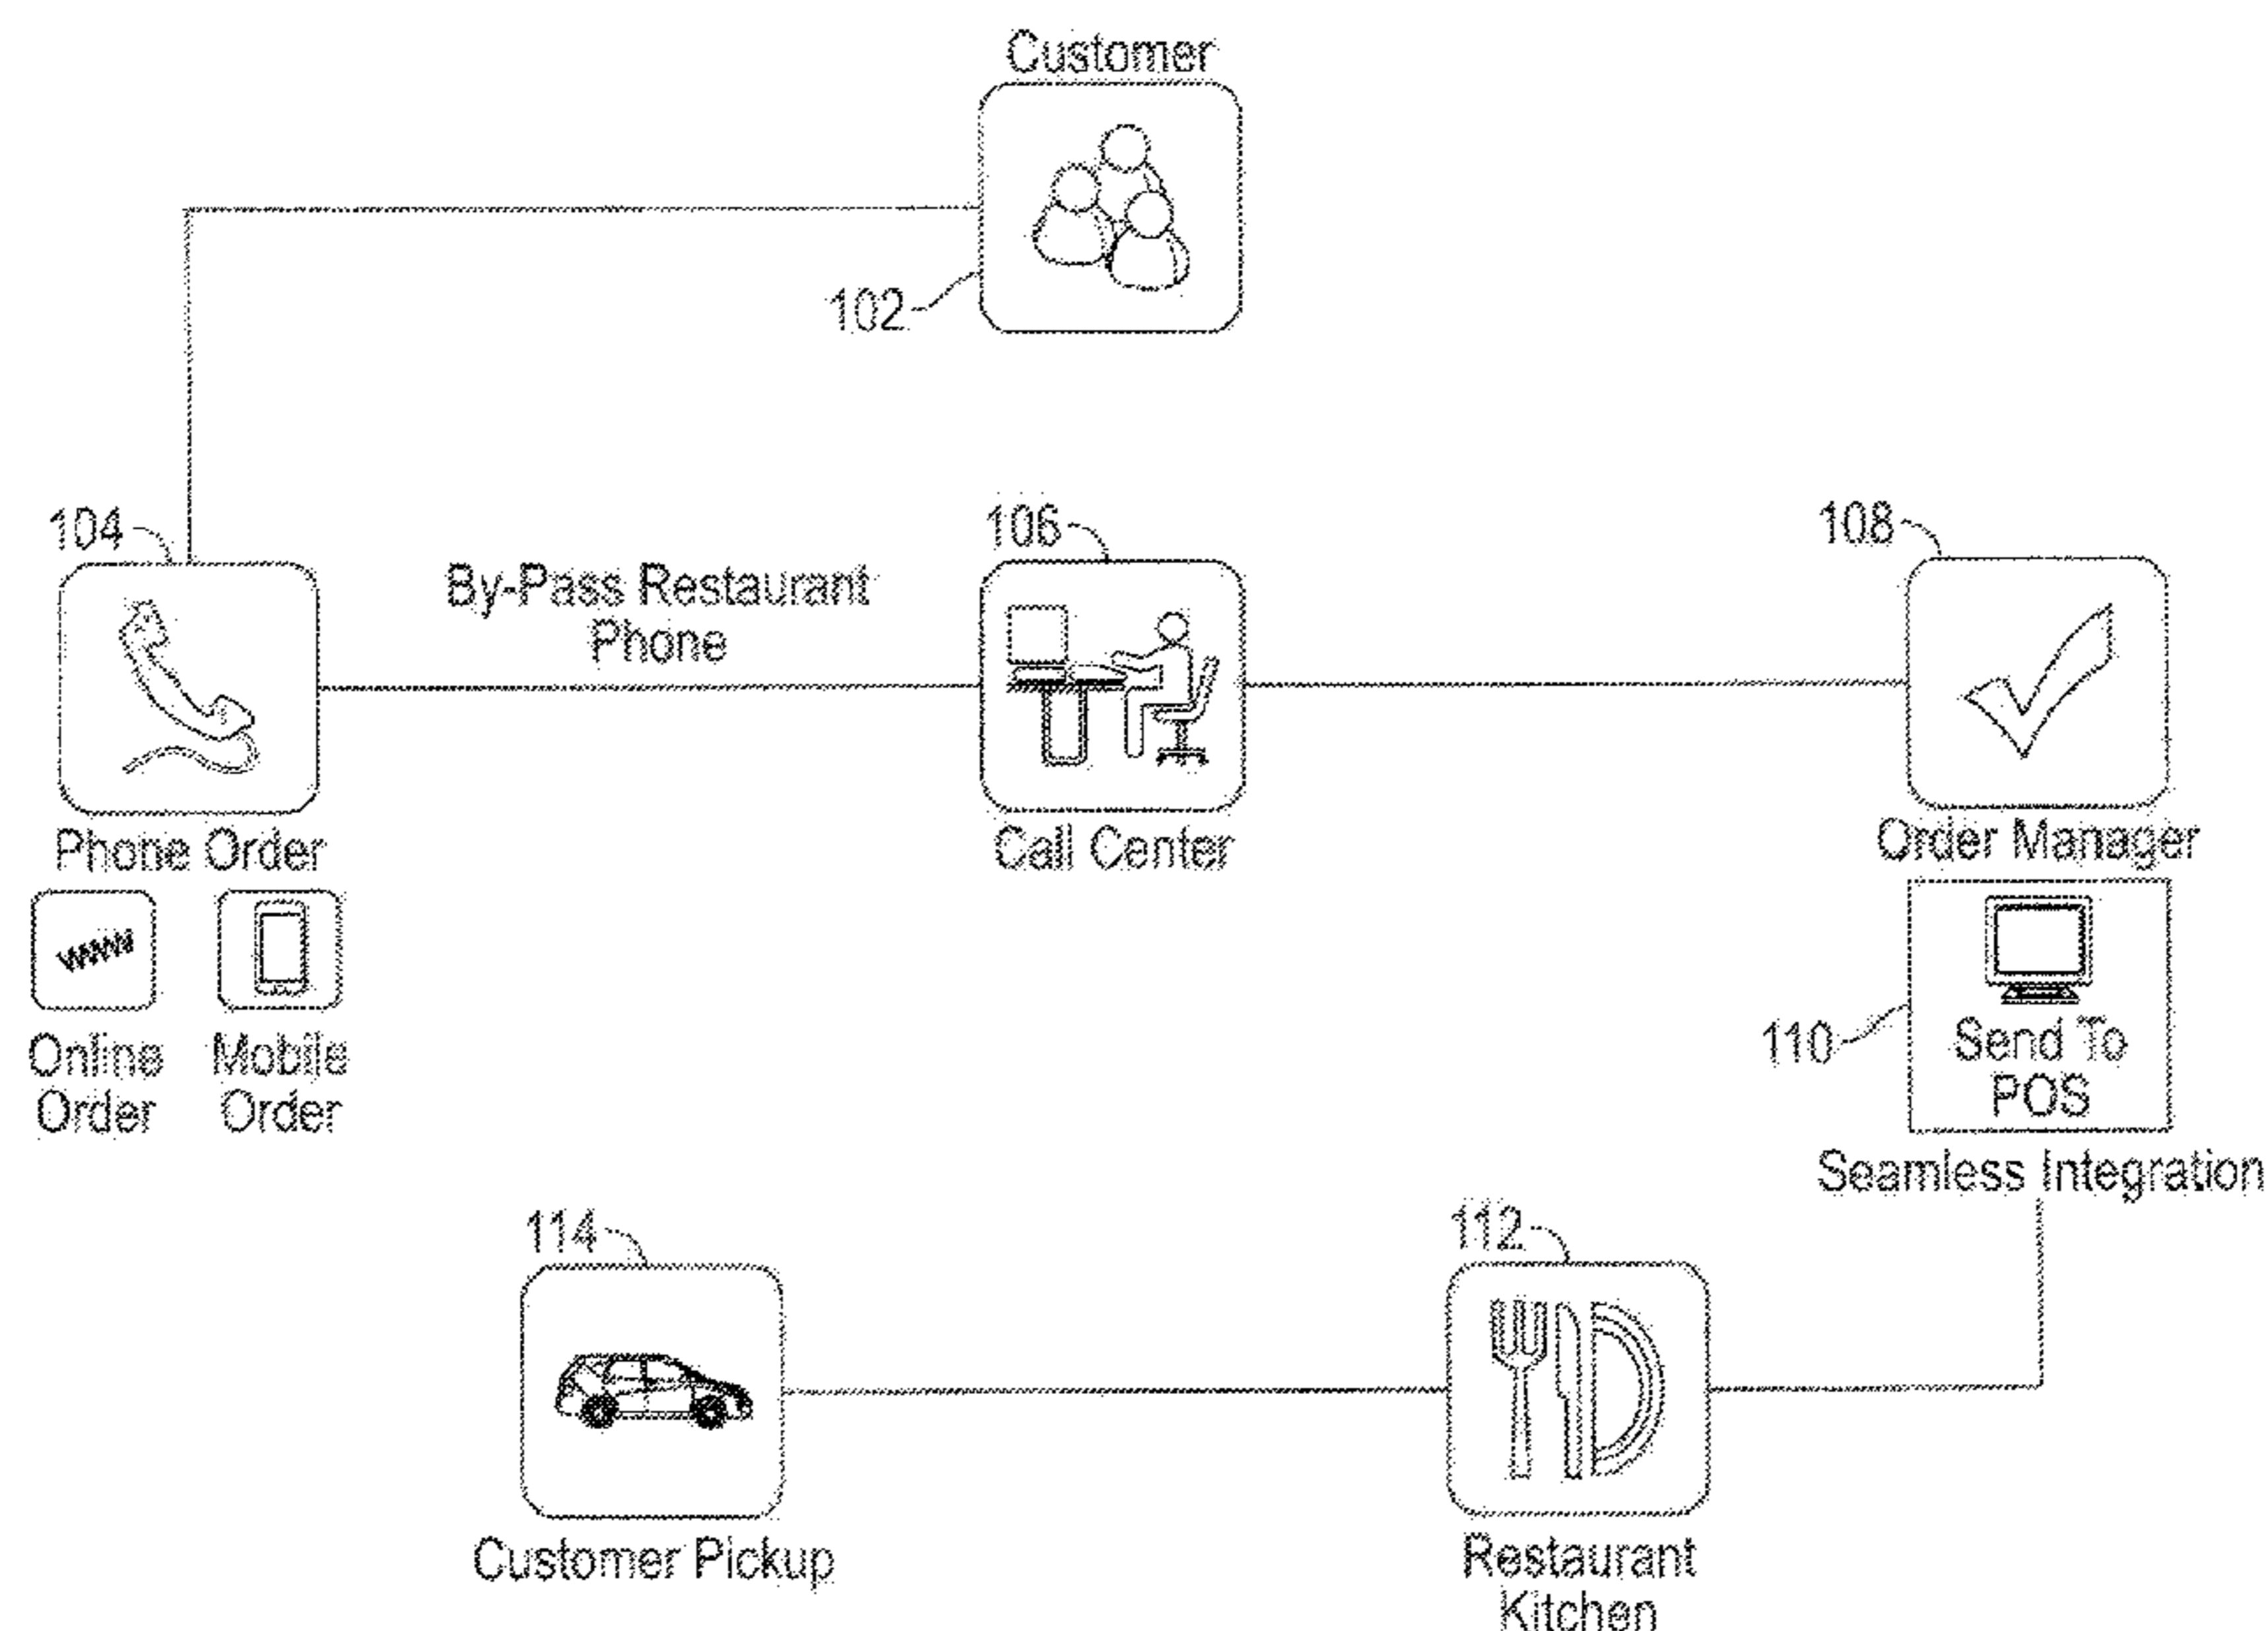 Customer
102
104
106
108
By-Pass Restaurant
Phone
Phone Order
Call Center
Order Manager
WWW
Online
Order
Mobile
Order
110
Send To
POS
Seamless Integration
114
112
Customer Pickup
Restaurant
Kitchen